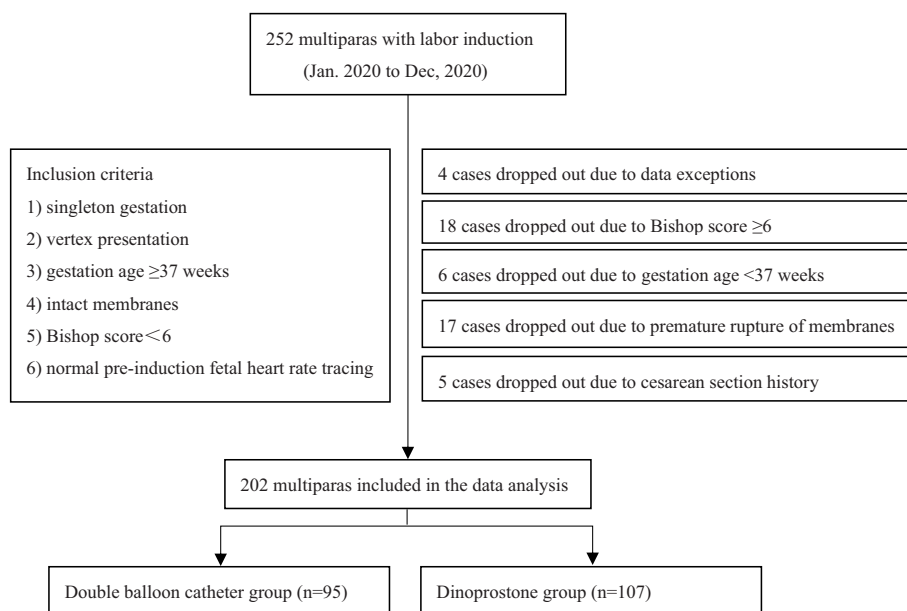 252 multiparas with labor induction
(Jan. 2020 to Dec, 2020)
Inclusion criteria
1) singleton gestation
2) vertex presentation
3) gestation age ≥37 weeks
4) intact membranes
5) Bishop score<6
6) normal pre-induction fetal heart rate tracing
4 cases dropped out due to data exceptions
18 cases dropped out due to Bishop score ≥6
6 cases dropped out due to gestation age <37 weeks
17 cases dropped out due to premature rupture of membranes
5 cases dropped out due to cesarean section history
202 multiparas included in the data analysis
Double balloon catheter group (n=95)
Dinoprostone group (n=107)